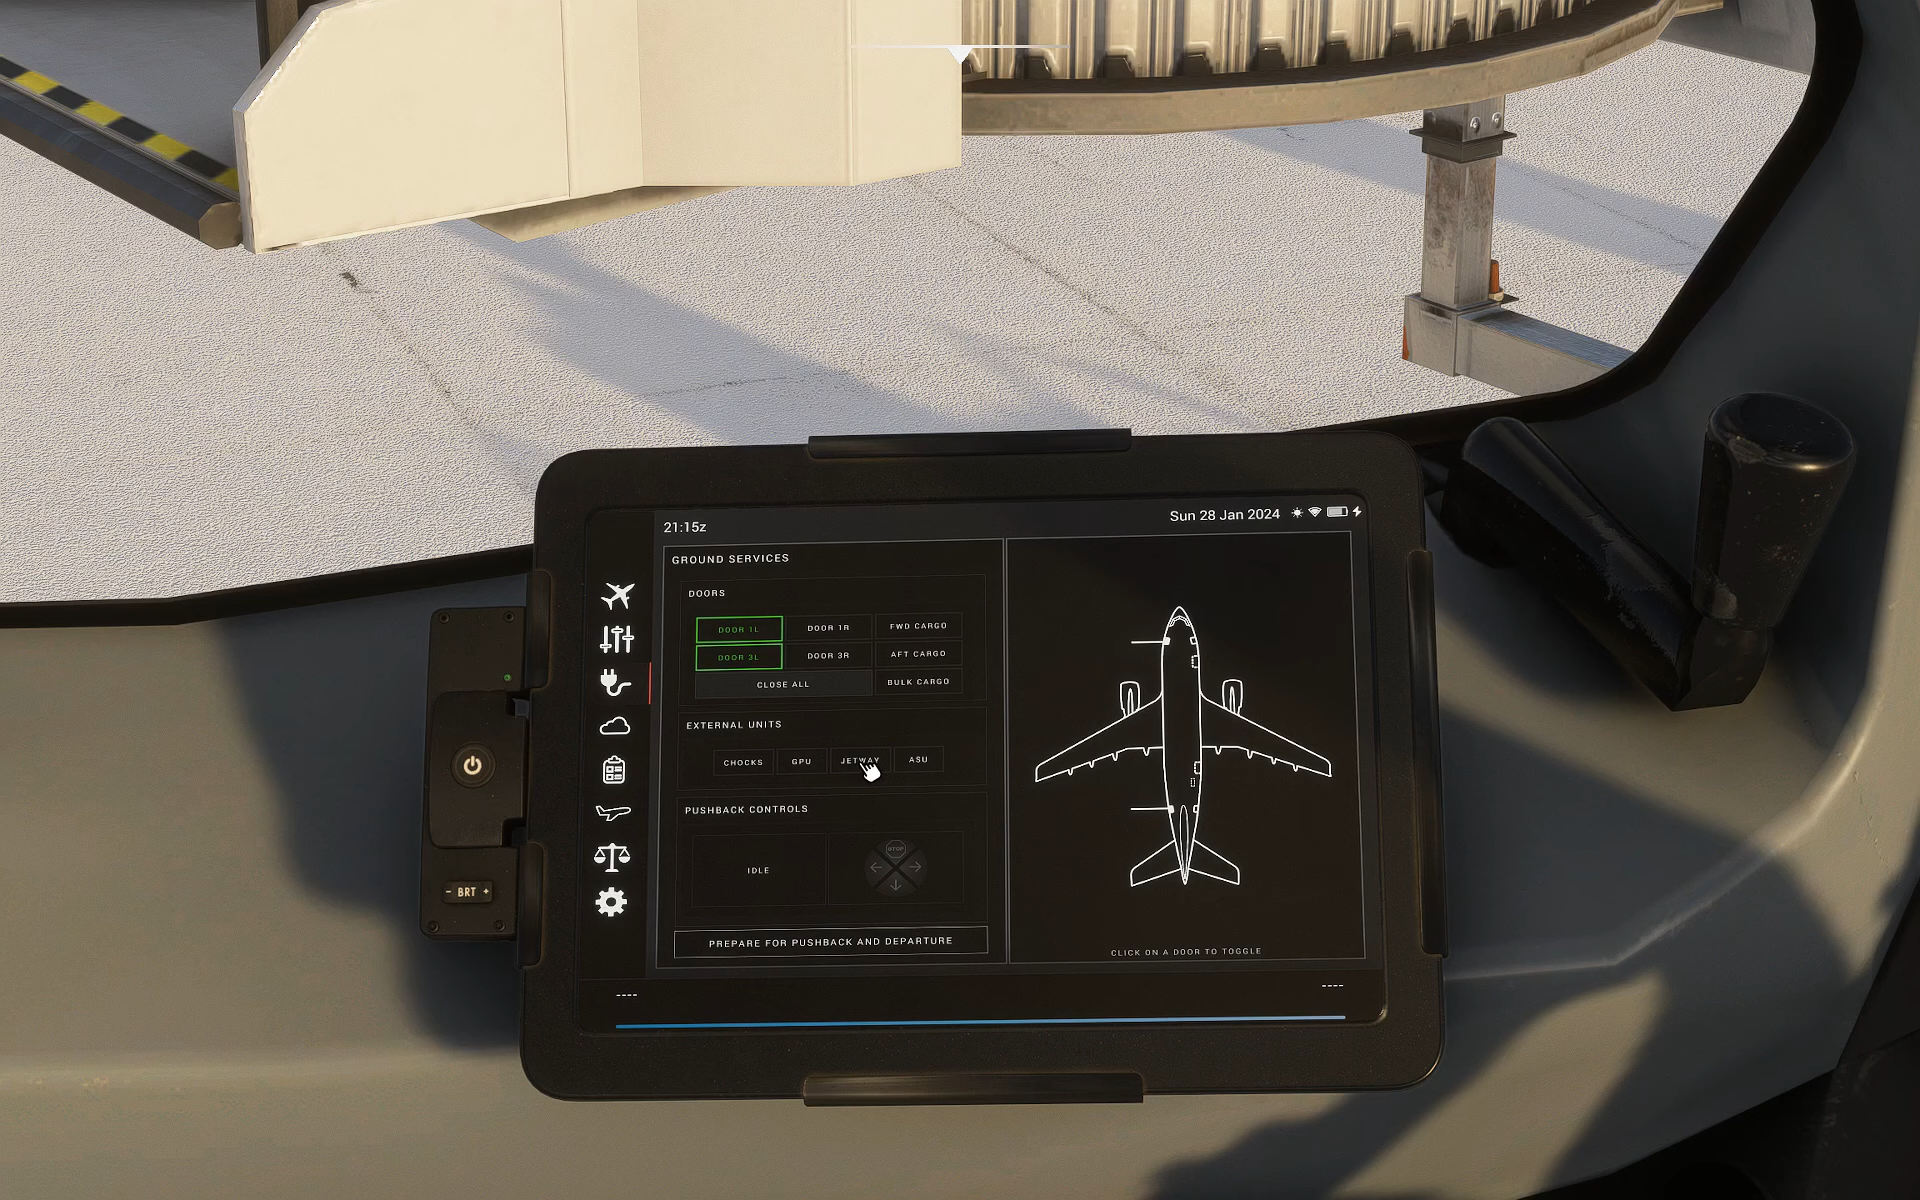 21:15z
Sun 28 Jan 2024
GROUND SERVICES
DOORS
DOOR 1L
DOOR 1R
FWD CARGO
DOOR 3L
DOOR 3R
AFT CARGO
CLOSE ALL
BULK CARGO
EXTERNAL UNITS
CHOCKS
GPU
JETWAY
ASU
PUSHBACK CONTROLS
IDLE
STOP
PREPARE FOR PUSHBACK AND DEPARTURE
CLICK ON A DOOR TO TOGGLE
----
----
- BRT +